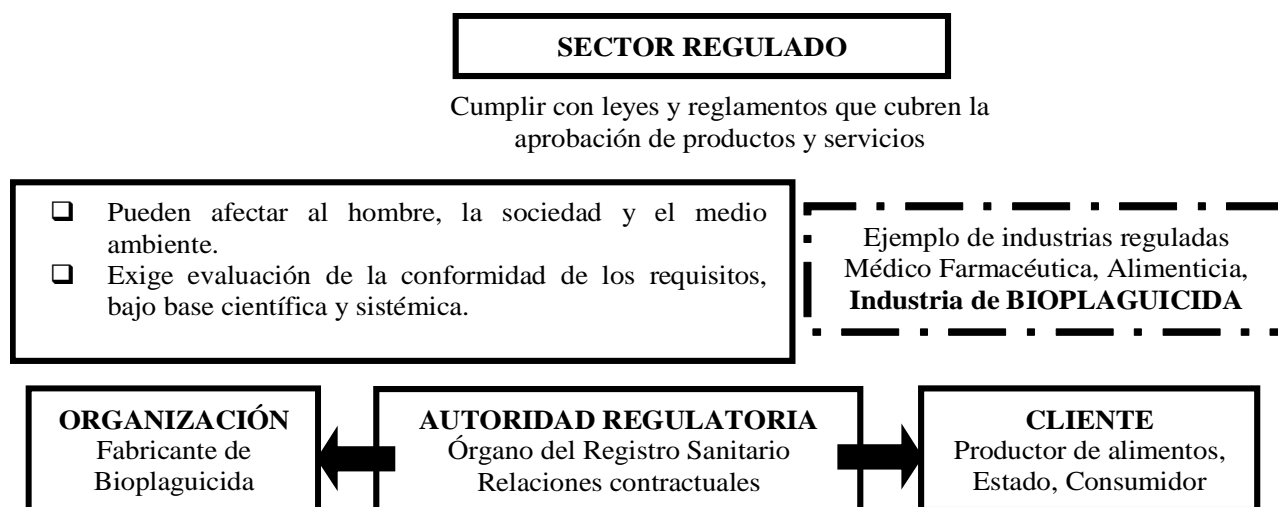 SECTOR REGULADO
Cumplir con leyes y reglamentos que cubren la
aprobación de productos y servicios
❑ Pueden afectar al hombre, la sociedad y el medio
ambiente.
❑ Exige evaluación de la conformidad de los requisitos,
bajo base científica y sistémica.
Ejemplo de industrias reguladas
Médico Farmacéutica, Alimenticia,
Industria de BIOPLAGUICIDA
ORGANIZACIÓN
Fabricante de
Bioplaguicida
AUTORIDAD REGULATORIA
Órgano del Registro Sanitario
Relaciones contractuales
CLIENTE
Productor de alimentos,
Estado, Consumidor